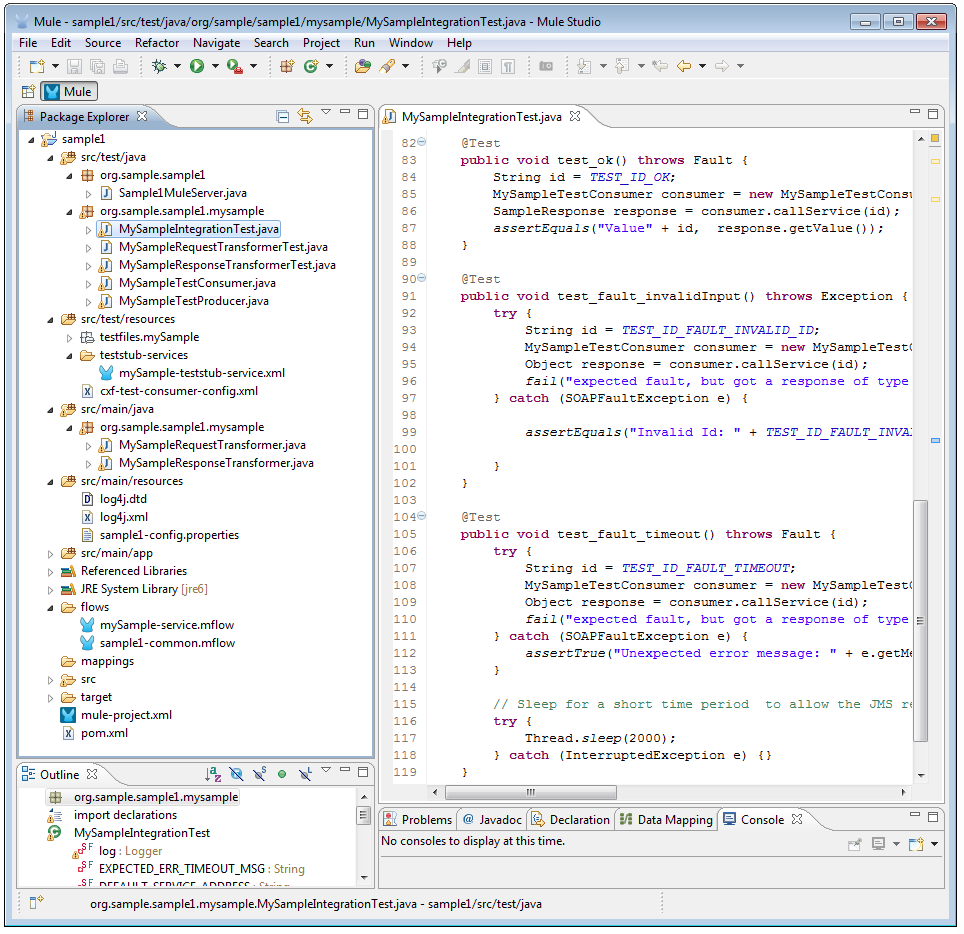 Mule - sample1/src/test/java/org/sample/sample1/mysample/MySampleIntegrationTest.java - Mule Studio
File Edit Source Refactor Navigate Search Project Run Window Help
Mule
Package Explorer
sample1
src/test/java
org.sample.sample1
Sample1MuleServer.java
org.sample.sample1.mysample
MySampleIntegrationTest.java
MySampleRequestTransformerTest.java
MySampleResponseTransformerTest.java
MySampleTestConsumer.java
MySampleTestProducer.java
src/test/resources
testfiles.mySample
teststub-services
mySample-teststub-service.xml
cxf-test-consumer-config.xml
src/main/java
org.sample.sample1.mysample
MySampleRequestTransformer.java
MySampleResponseTransformer.java
src/main/resources
log4j.dtd
log4j.xml
sample1-config.properties
src/main/app
Referenced Libraries
JRE System Library [jre6]
flows
mySample-service.mflow
sample1-common.mflow
mappings
src
target
mule-project.xml
pom.xml
Outline
org.sample.sample1.mysample
import declarations
MySampleIntegrationTest
log : Logger
EXPECTED_ERR_TIMEOUT_MSG : String
DEFAULT_SERVICE_ADDRESS : String
MySampleIntegrationTest.java
82 @Test
83 public void test_ok() throws Fault {
84 String id = TEST_ID_OK;
85 MySampleTestConsumer consumer = new MySampleTestConsu
86 SampleResponse response = consumer.callService(id);
87 assertEquals("Value" + id,  response.getValue());
88 }
89
90 @Test
91 public void test_fault_invalidInput() throws Exception {
92 try {
93 String id = TEST_ID_FAULT_INVALID_ID;
94 MySampleTestConsumer consumer = new MySampleTestC
95 Object response = consumer.callService(id);
96 fail("expected fault, but got a response of type
97 } catch (SOAPFaultException e) {
98
99 assertEquals("Invalid Id: " + TEST_ID_FAULT_INVA
100
101 }
102 }
103
104 @Test
105 public void test_fault_timeout() throws Fault {
106 try {
107 String id = TEST_ID_FAULT_TIMEOUT;
108 MySampleTestConsumer consumer = new MySampleTestC
109 Object response = consumer.callService(id);
110 fail("expected fault, but got a response of type
111 } catch (SOAPFaultException e) {
112 assertTrue("Unexpected error message: " + e.getMe
113 }
114
115 // Sleep for a short time period  to allow the JMS re
116 try {
117 Thread.sleep(2000);
118 } catch (InterruptedException e) {}
119 }
Problems @ Javadoc Declaration Data Mapping Console
No consoles to display at this time.
org.sample.sample1.mysample.MySampleIntegrationTest.java - sample1/src/test/java